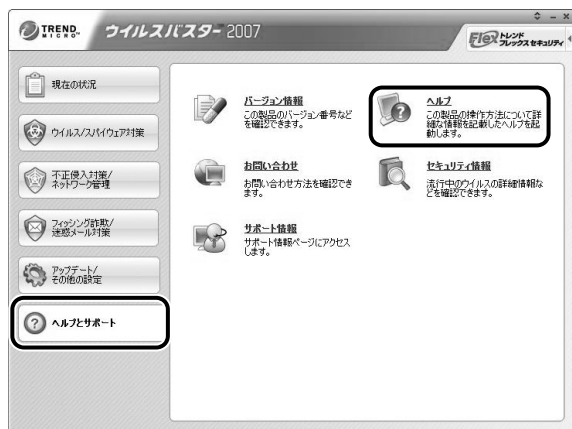 TREND MICRO ウイルスバスター 2007
Flex トレンド
フレックス セキュリティ
現在の状況
ウイルス/スパイウェア対策
不正侵入対策/
ネットワーク管理
フィッシング詐欺/
迷惑メール対策
アップデート/
その他の設定
ヘルプとサポート
バージョン情報
この製品のバージョン番号など
を確認できます。
ヘルプ
この製品の操作方法について詳
細な情報を記載したヘルプを起
動します。
お問い合わせ
お問い合わせ方法を確認でき
ます。
セキュリティ情報
流行中のウイルスの詳細情報な
どを確認できます。
サポート情報
サポート情報ページにアクセス
します。